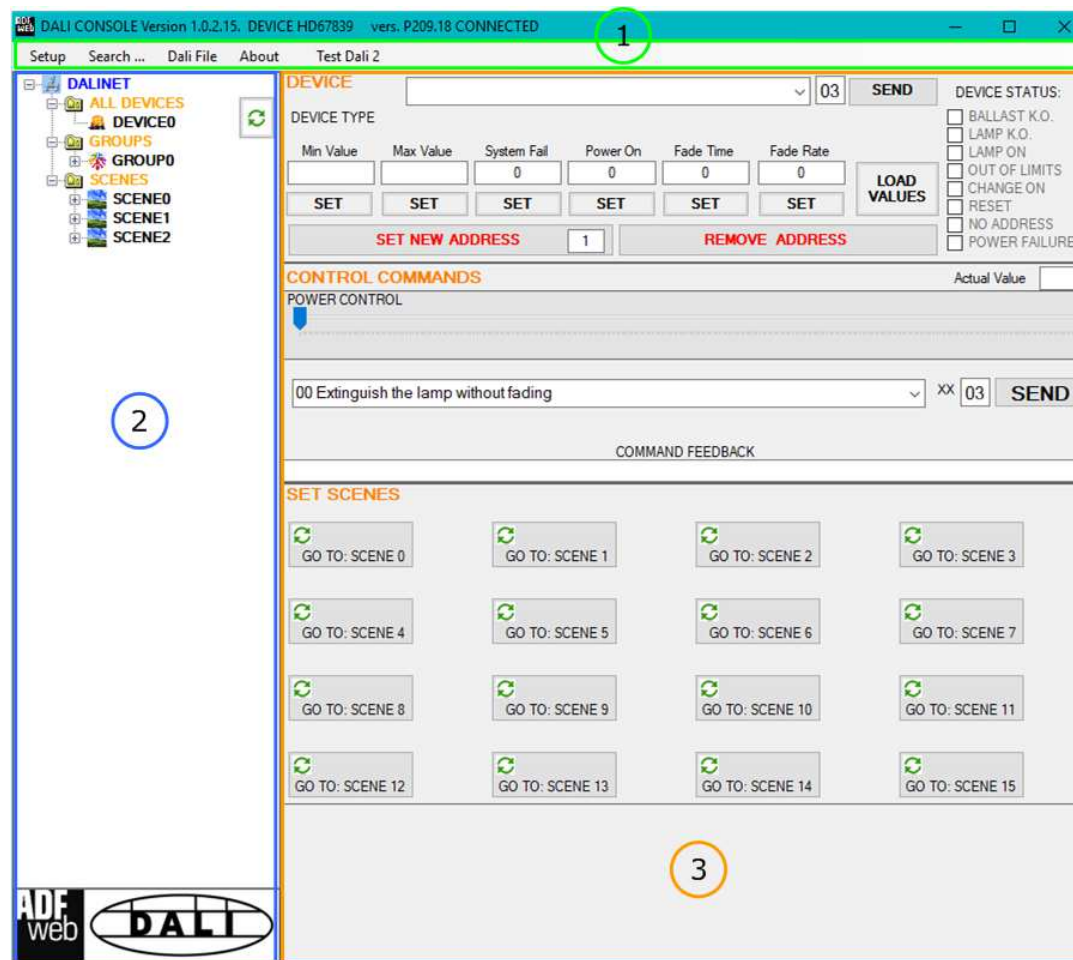 DALI CONSOLE Version 1.0.2.15. DEVICE HD67839 vers. P209.18 CONNECTED
1
Setup Search ... Dali File About Test Dali 2
DALINET
ALL DEVICES
DEVICE0
GROUPS
GROUP0
SCENES
SCENE0
SCENE1
SCENE2
2
ADF
web
DALI
DEVICE
03 SEND
DEVICE TYPE
Min Value Max Value System Fail Power On Fade Time Fade Rate
0 0 0 0
SET SET SET SET SET SET
LOAD
VALUES
SET NEW ADDRESS 1 REMOVE ADDRESS
DEVICE STATUS:
BALLAST K.O.
LAMP K.O.
LAMP ON
OUT OF LIMITS
CHANGE ON
RESET
NO ADDRESS
POWER FAILURE
CONTROL COMMANDS Actual Value
POWER CONTROL
00 Extinguish the lamp without fading XX 03 SEND
COMMAND FEEDBACK
SET SCENES
GO TO: SCENE 0 GO TO: SCENE 1 GO TO: SCENE 2 GO TO: SCENE 3
GO TO: SCENE 4 GO TO: SCENE 5 GO TO: SCENE 6 GO TO: SCENE 7
GO TO: SCENE 8 GO TO: SCENE 9 GO TO: SCENE 10 GO TO: SCENE 11
GO TO: SCENE 12 GO TO: SCENE 13 GO TO: SCENE 14 GO TO: SCENE 15
3